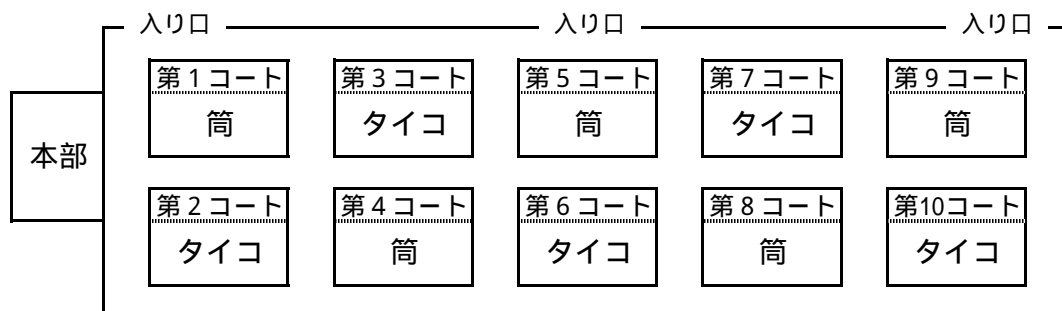 入り口 入り口 入り口
第1コート 第3コート 第5コート 第7コート 第9コート
筒 タイコ 筒 タイコ 筒
本部
第2コート 第4コート 第6コート 第8コート 第10コート
タイコ 筒 タイコ 筒 タイコ